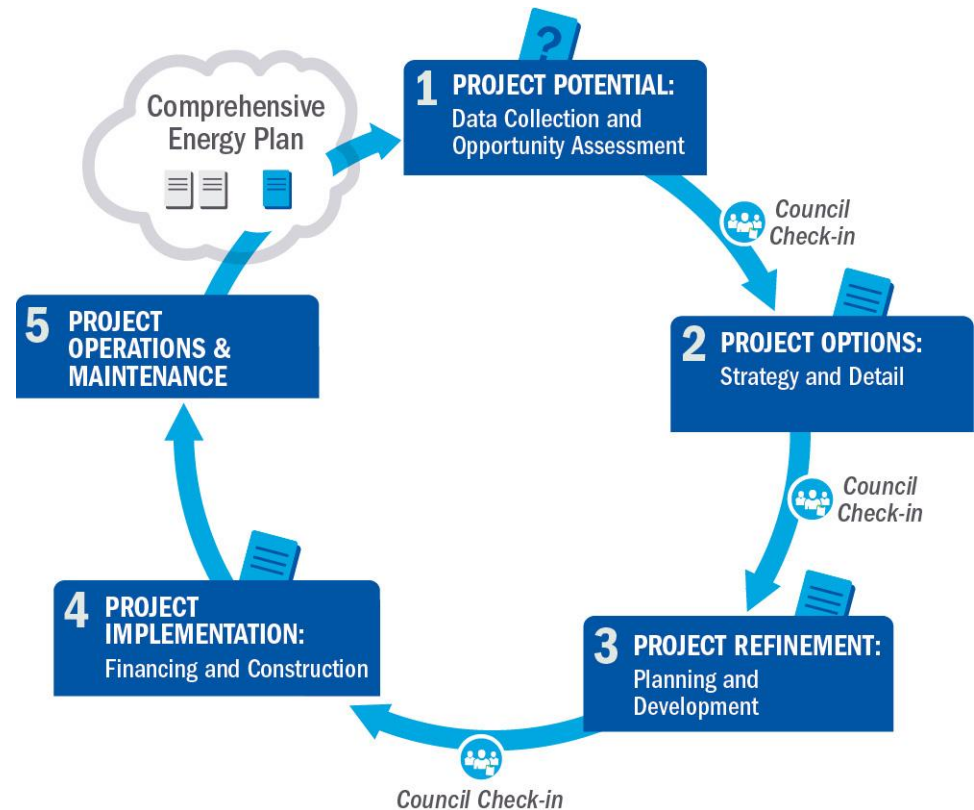 Comprehensive
Energy Plan
?
1 PROJECT POTENTIAL:
Data Collection and
Opportunity Assessment
Council
Check-in
2 PROJECT OPTIONS:
Strategy and Detail
Council
Check-in
3 PROJECT REFINEMENT:
Planning and
Development
Council Check-in
4 PROJECT
IMPLEMENTATION:
Financing and Construction
5 PROJECT
OPERATIONS &
MAINTENANCE